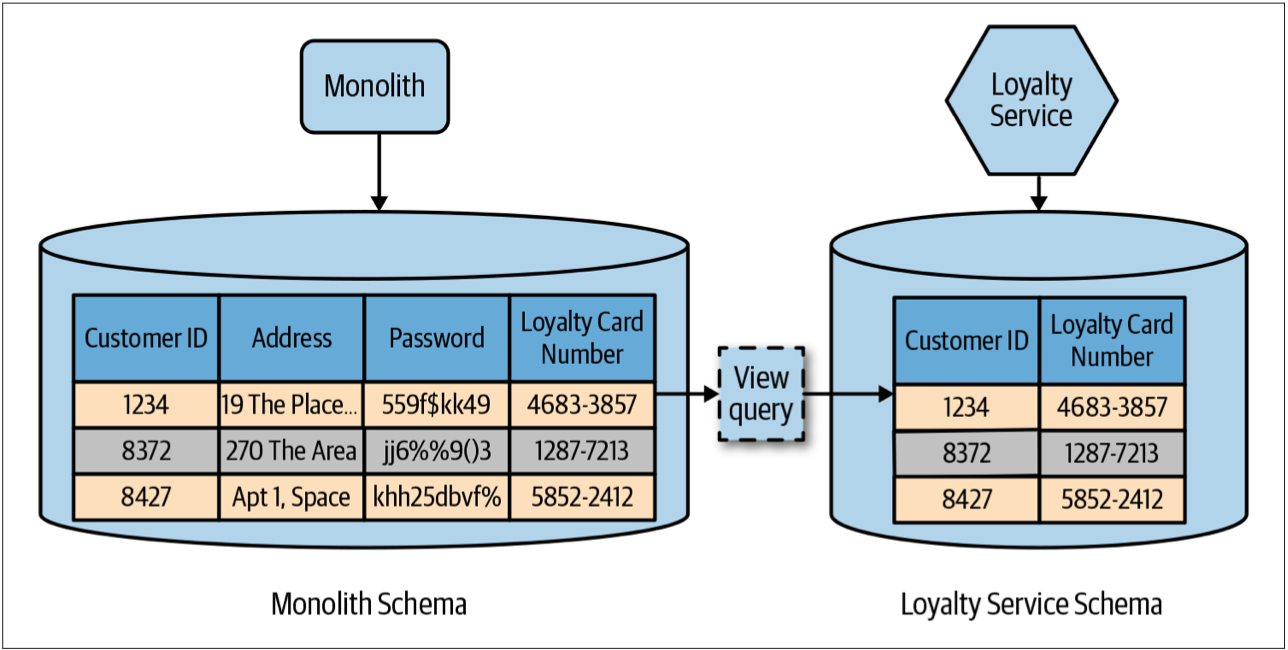 Monolith
Loyalty
Service
Customer ID
Address
Password
Loyalty Card
Number
1234
19 The Place...
559f$kk49
4683-3857
8372
270 The Area
jj6%%9()3
1287-7213
8427
Apt 1, Space
khh25dbvf%
5852-2412
View
query
Customer ID
Loyalty Card
Number
1234
4683-3857
8372
1287-7213
8427
5852-2412
Monolith Schema
Loyalty Service Schema